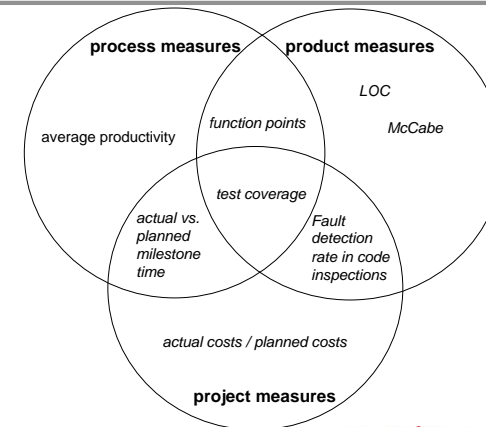 process measures
product measures
LOC
McCabe
function points
average productivity
test coverage
actual vs.
planned
milestone
time
Fault
detection
rate in code
inspections
actual costs / planned costs
project measures